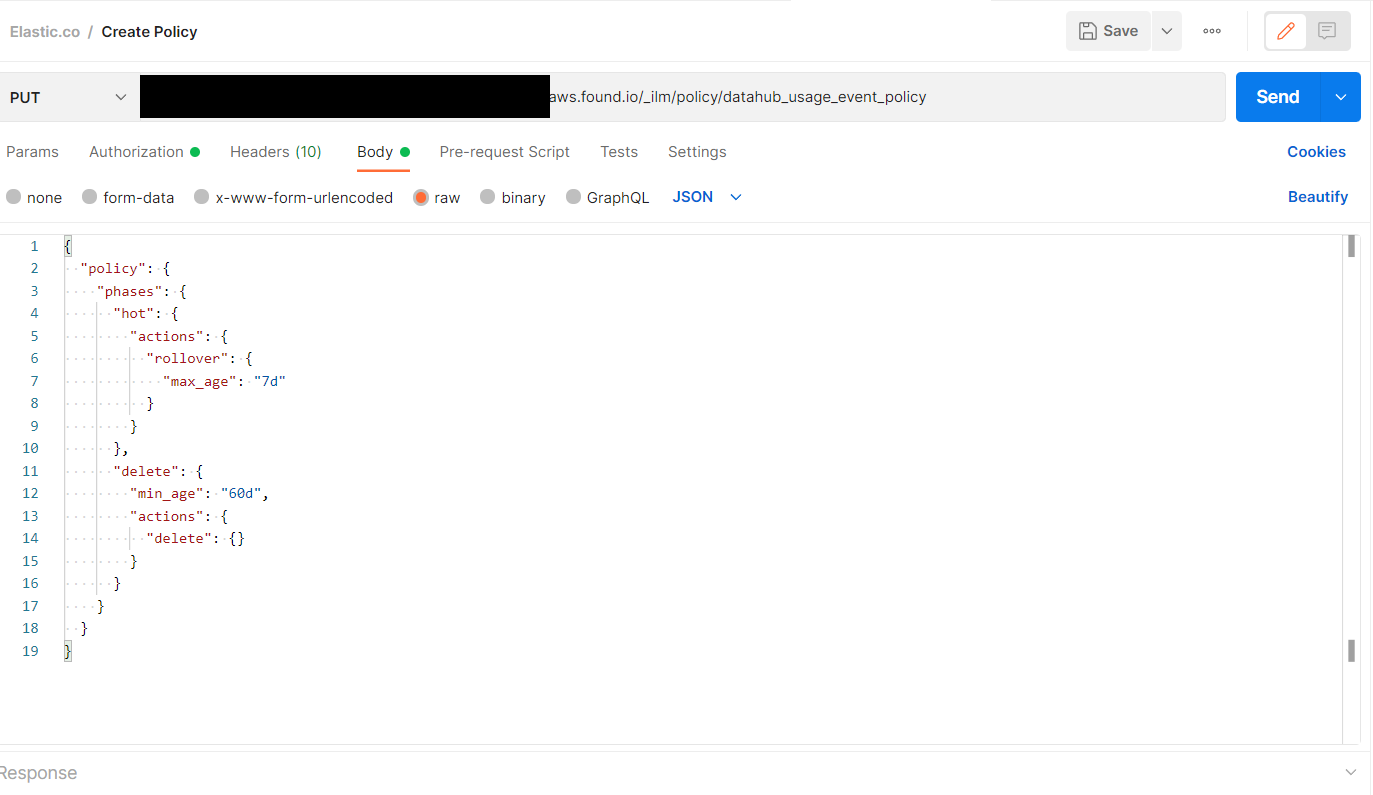 Elastic.co / Create Policy
Save
PUT
aws.found.io/_ilm/policy/datahub_usage_event_policy
Send
Params Authorization Headers (10) Body Pre-request Script Tests Settings Cookies
none form-data x-www-form-urlencoded raw binary GraphQL JSON Beautify
1 {
2 "policy": {
3 "phases": {
4 "hot": {
5 "actions": {
6 "rollover": {
7 "max_age": "7d"
8 }
9 }
10 },
11 "delete": {
12 "min_age": "60d",
13 "actions": {
14 "delete": {}
15 }
16 }
17 }
18 }
19 }
Response